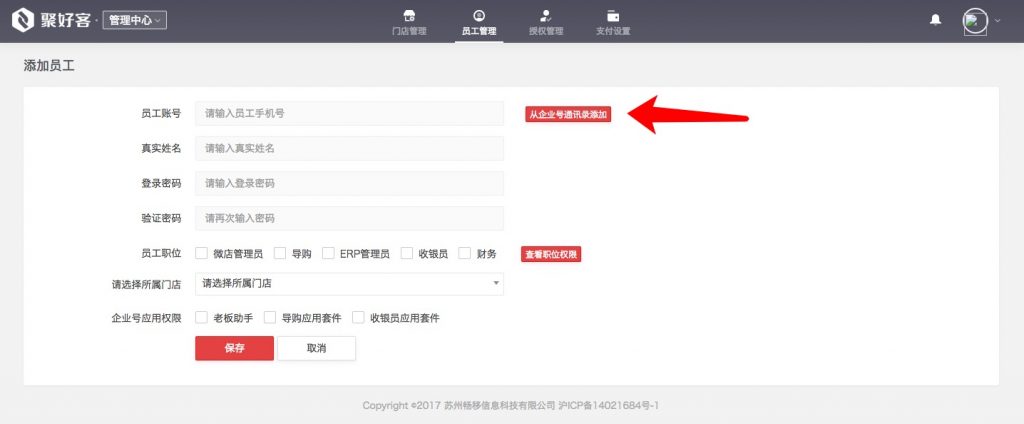 聚好客 · 管理中心
门店管理 员工管理 授权管理 支付设置
添加员工
员工账号 请输入员工手机号 从企业号通讯录添加
真实姓名 请输入真实姓名
登录密码 请输入登录密码
验证密码 请再次输入密码
员工职位 微店管理员 导购 ERP管理员 收银员 财务 查看职位权限
请选择所属门店 请选择所属门店
企业号应用权限 老板助手 导购应用套件 收银员应用套件
保存 取消
Copyright ©2017 苏州畅移信息科技有限公司 沪ICP备14021684号-1